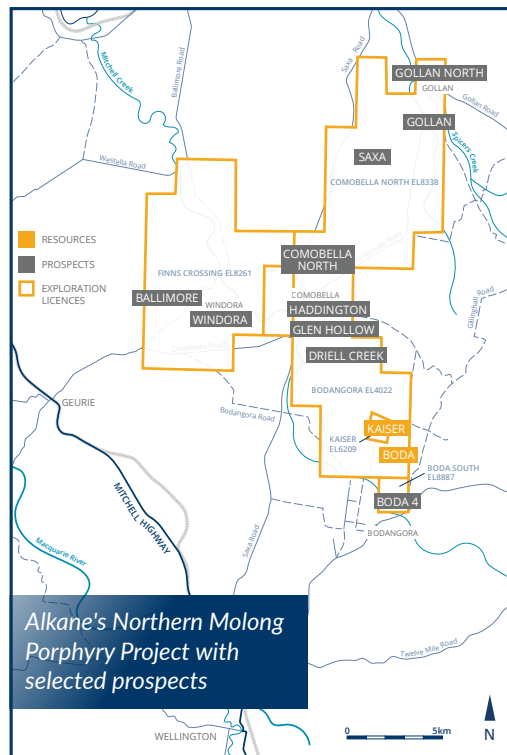 Saxa Road
Ballimore Road
Mitchell Creek
GOLLAN NORTH
GOLLAN
Gollan Road
GOLLAN
Spicers Creek
Westella Road
SAXA
COMOBELLA NORTH EL8338
RESOURCES
PROSPECTS
EXPLORATION
LICENCES
COMOBELLA
NORTH
FINNS CROSSING EL8261
BALLIMORE
WINDORA
WINDORA
COMOBELLA
HADDINGTON
GLEN HOLLOW
DRIELL CREEK
Comobella Road
BODANGORA EL4022
GEURIE
Bodangora Road
KAISER
KAISER
EL6209
BODA
BODA SOUTH
EL8887
BODA 4
BODANGORA
MITCHELL HIGHWAY
Saxa Road
Macquarie River
Alkane's Northern Molong
Porphyry Project with
selected prospects
Twelve Mile Road
WELLINGTON
0 5km
N